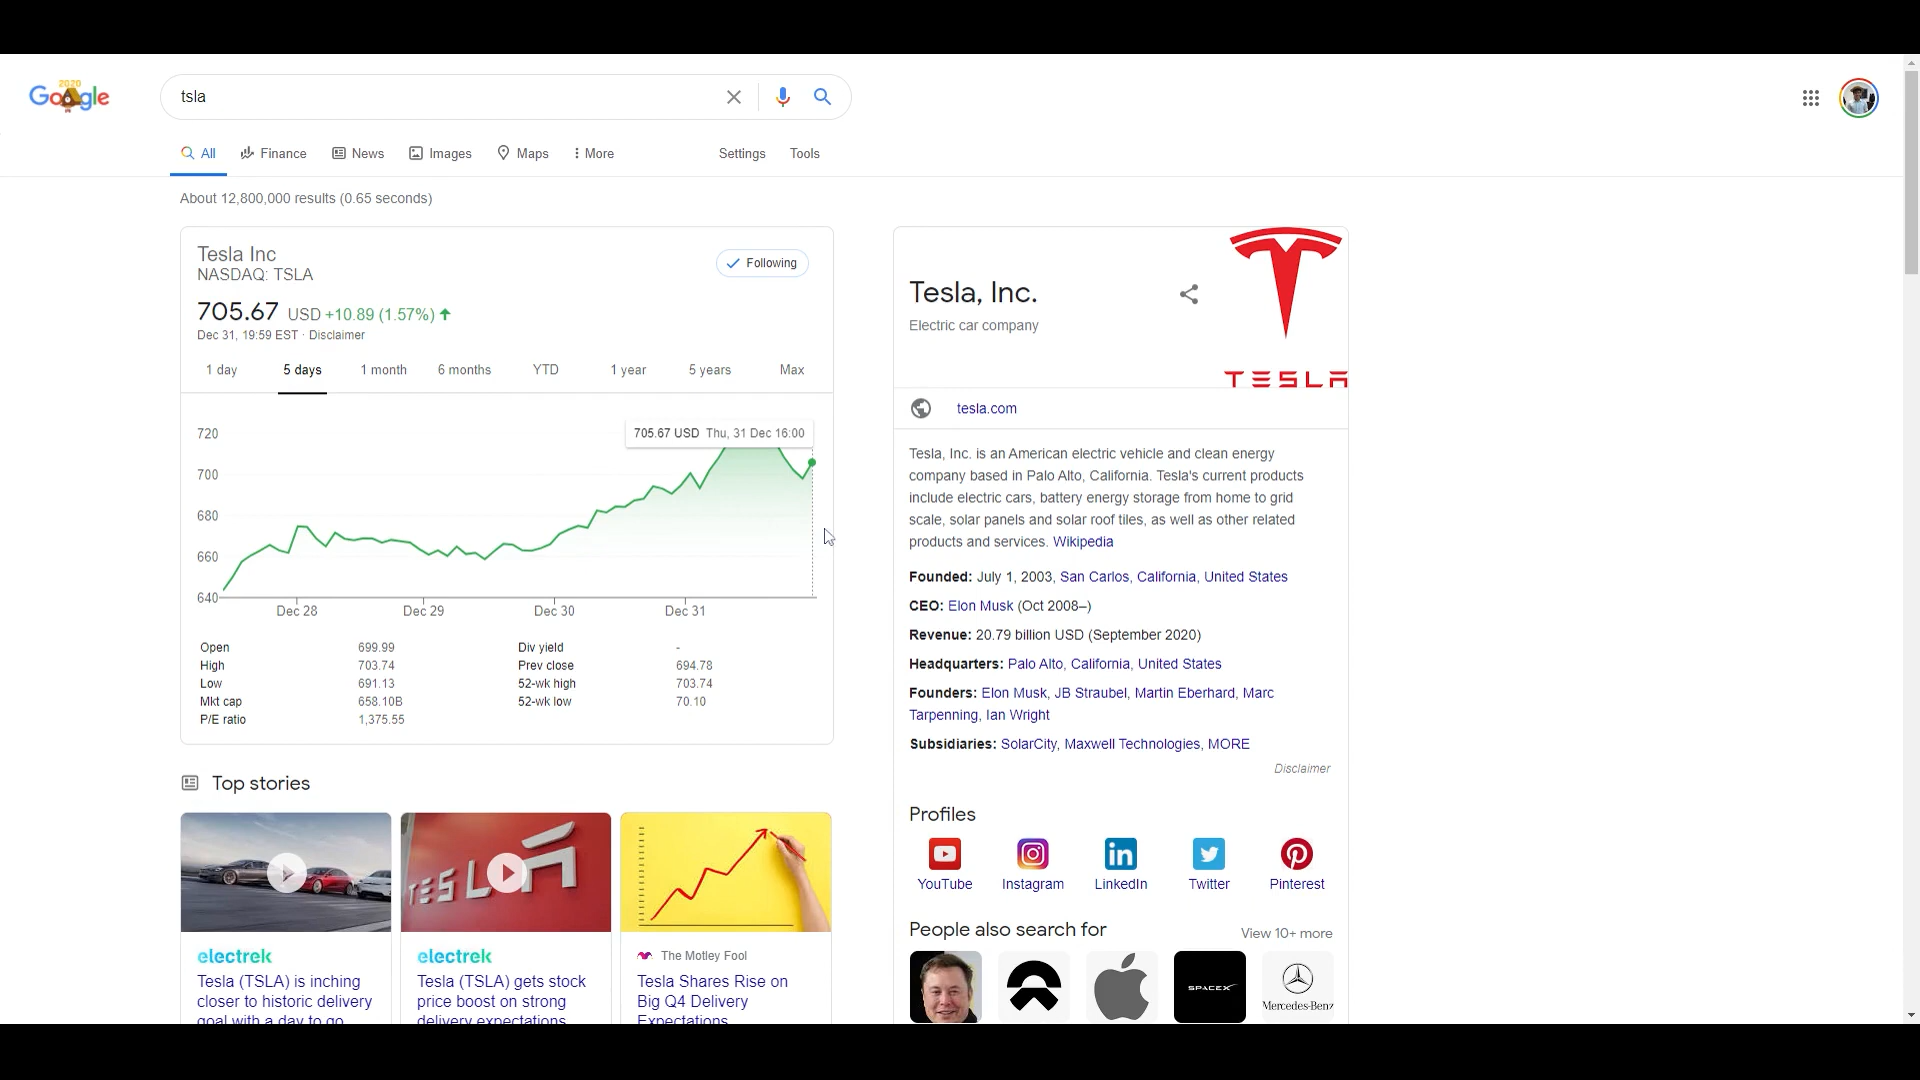 2020
Google
tsla
All
Finance
News
Images
Maps
More
Settings
Tools
About 12,800,000 results (0.65 seconds)
Tesla Inc
NASDAQ: TSLA
Following
705.67 USD +10.89 (1.57%)
Dec 31, 19:59 EST · Disclaimer
1 day
5 days
1 month
6 months
YTD
1 year
5 years
Max
705.67 USD Thu, 31 Dec 16:00
720
700
680
660
640
Dec 28
Dec 29
Dec 30
Dec 31
Open 699.99
High 703.74
Low 691.13
Mkt cap 658.10B
P/E ratio 1,375.55
Div yield -
Prev close 694.78
52-wk high 703.74
52-wk low 70.10
Top stories
TESLA
electrek
Tesla (TSLA) is inching
closer to historic delivery
goal with a day to go
electrek
Tesla (TSLA) gets stock
price boost on strong
delivery expectations
The Motley Fool
Tesla Shares Rise on
Big Q4 Delivery
Expectations
Tesla, Inc.
Electric car company
TESLA
tesla.com
Tesla, Inc. is an American electric vehicle and clean energy
company based in Palo Alto, California. Tesla's current products
include electric cars, battery energy storage from home to grid
scale, solar panels and solar roof tiles, as well as other related
products and services. Wikipedia
Founded: July 1, 2003, San Carlos, California, United States
CEO: Elon Musk (Oct 2008–)
Revenue: 20.79 billion USD (September 2020)
Headquarters: Palo Alto, California, United States
Founders: Elon Musk, JB Straubel, Martin Eberhard, Marc
Tarpenning, Ian Wright
Subsidiaries: SolarCity, Maxwell Technologies, MORE
Disclaimer
Profiles
YouTube
Instagram
LinkedIn
Twitter
Pinterest
People also search for
View 10+ more
SPACEX
Mercedes-Benz